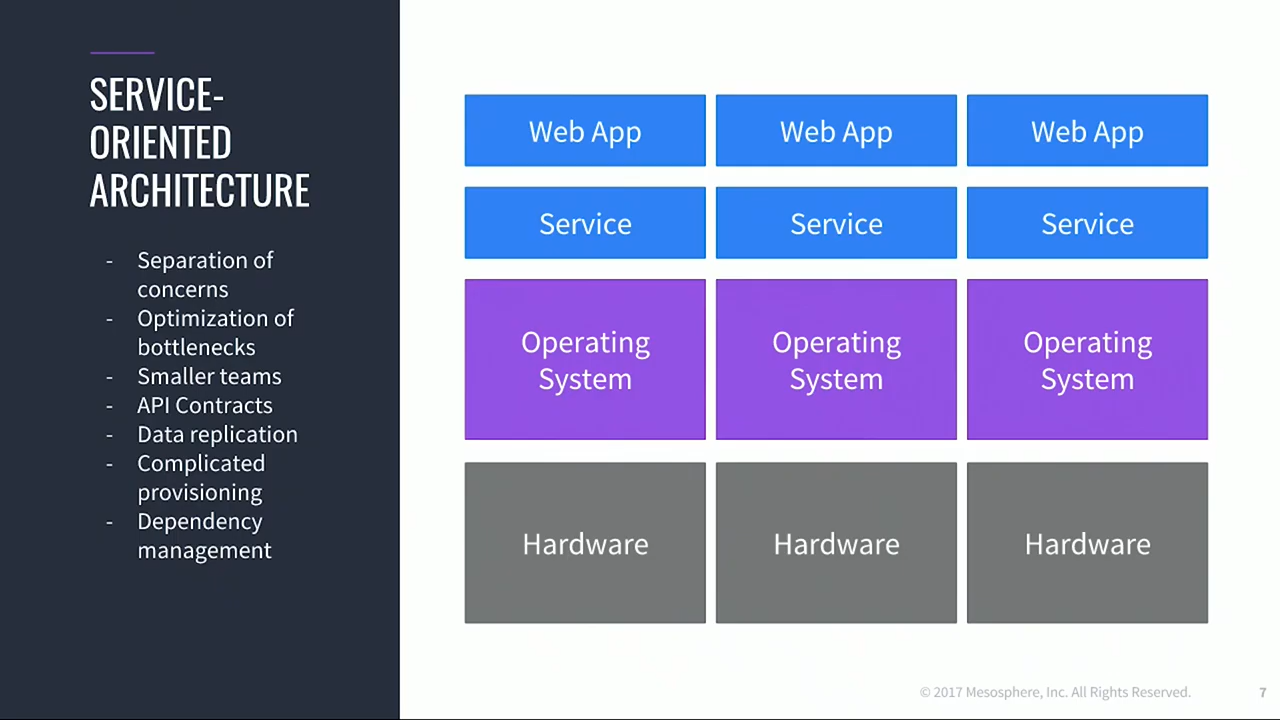 SERVICE-
ORIENTED
ARCHITECTURE
- Separation of
concerns
- Optimization of
bottlenecks
- Smaller teams
- API Contracts
- Data replication
- Complicated
provisioning
- Dependency
management
Web App Web App Web App
Service Service Service
Operating Operating Operating
System System System
Hardware Hardware Hardware
© 2017 Mesosphere, Inc. All Rights Reserved. 7